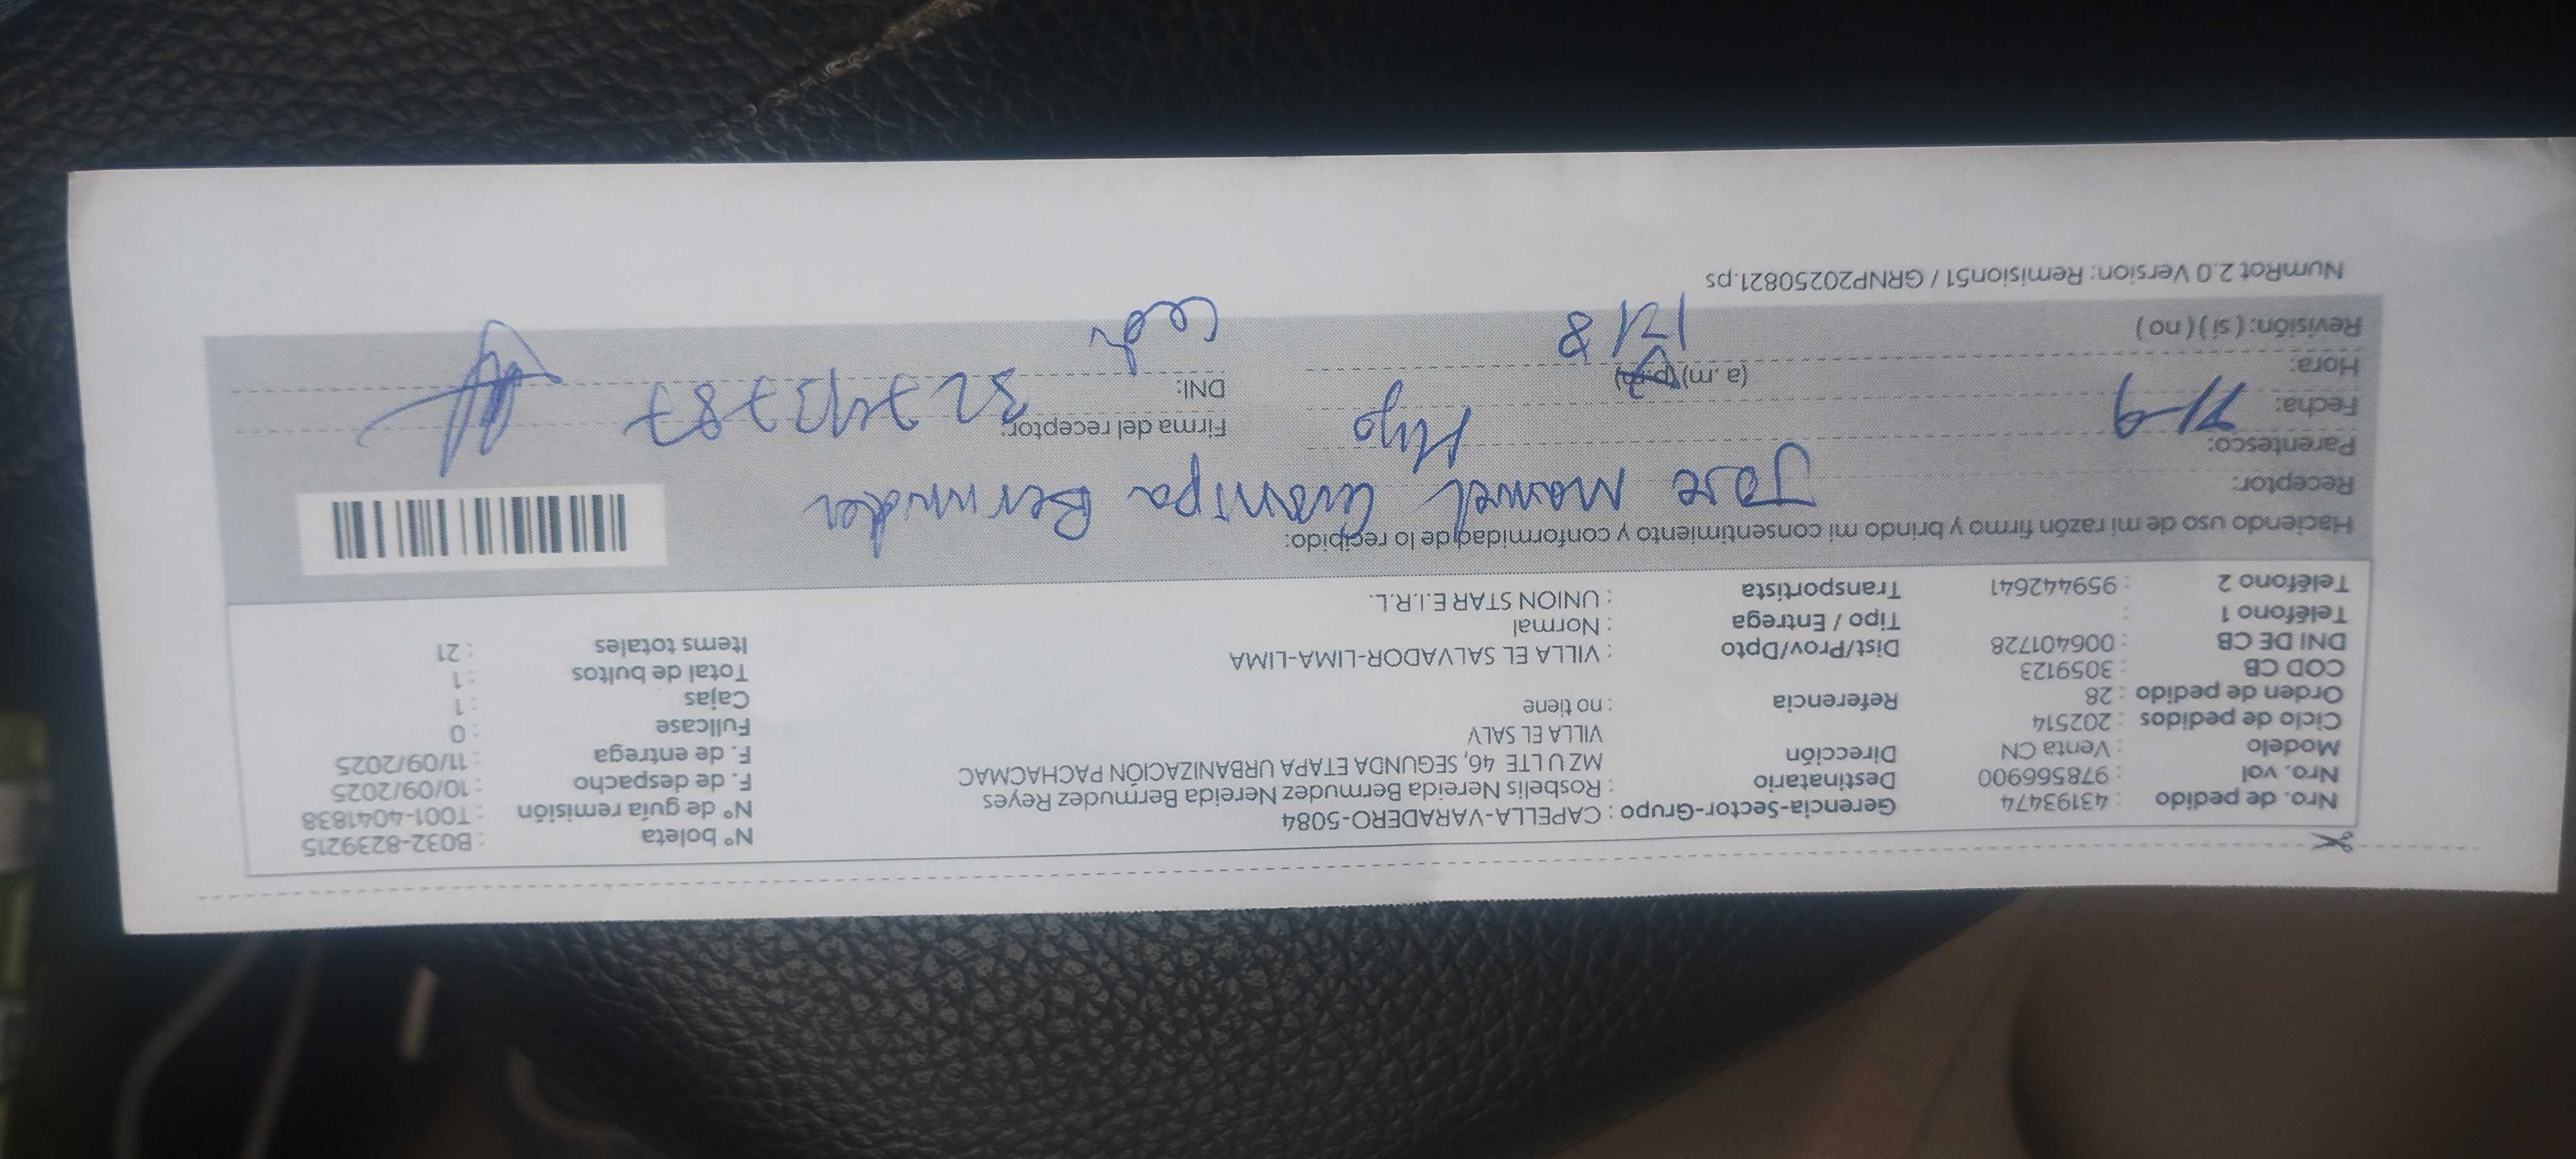 Nro. de pedido : 43193474 Gerencia-Sector-Grupo : CAPELLA-VARADERO-5084 N° boleta : B032-8239215
Nro. vol : 978566900 Destinatario : Rosbelis Nereida Bermudez Nereida Bermudez Reyes N° de guía remisión : T001-4041838
Modelo : Venta CN Dirección MZ U U LTE 46, SEGUNDA ETAPA URBANIZACIÓN PACHACMAC F. de despacho : 10/09/2025
Ciclo de pedidos : 202514 VILLA EL SALV F. de entrega : 11/09/2025
Orden de pedido : 28 Referencia : no tiene Fullcase : 0
COD CB : 3059123 Cajas : 1
DNI DE CB : 006401728 Dist/Prov/Dpto : VILLA EL SALVADOR-LIMA-LIMA Total de bultos : 1
Teléfono 1 : Tipo / Entrega : Normal Items totales : 21
Teléfono 2 : 959442641 Transportista : UNION STAR E.I.R.L.
Haciendo uso de mi razón firmo y brindo mi consentimiento y conformidad de lo recibido:
Receptor: Jose Manuel Bermudez
Parentesco: Hijo Firma del receptor:
Fecha: 11-9 DNI:
Hora: (a. m) (p.m)
1218
Revisión: ( si ) ( no )
NumRot 2.0 Version: Remision51 / GRNP20250821.ps